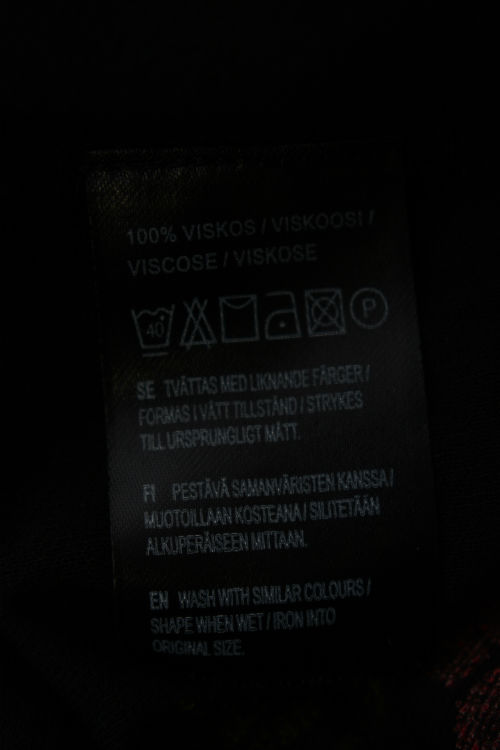 100% VISKOS / VISKOOSI /
VISCOSE / VISKOSE
40 P
SE TVÄTTAS MED LIKNANDE FÄRGER /
FORMAS I VÅTT TILLSTÅND / STRYKES
TILL URSPRUNGLIGT MÅTT.
FI PESTÄVÄ SAMANVÄRISTEN KANSSA /
MUOTOILLAAN KOSTEANA / SILITETÄÄN
ALKUPERÄISEEN MITTAAN.
EN WASH WITH SIMILAR COLOURS /
SHAPE WHEN WET / IRON INTO
ORIGINAL SIZE.